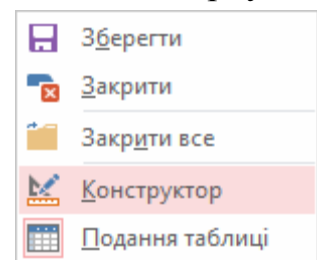 Зберегти
Закрити
Закрити все
Конструктор
Подання таблиці